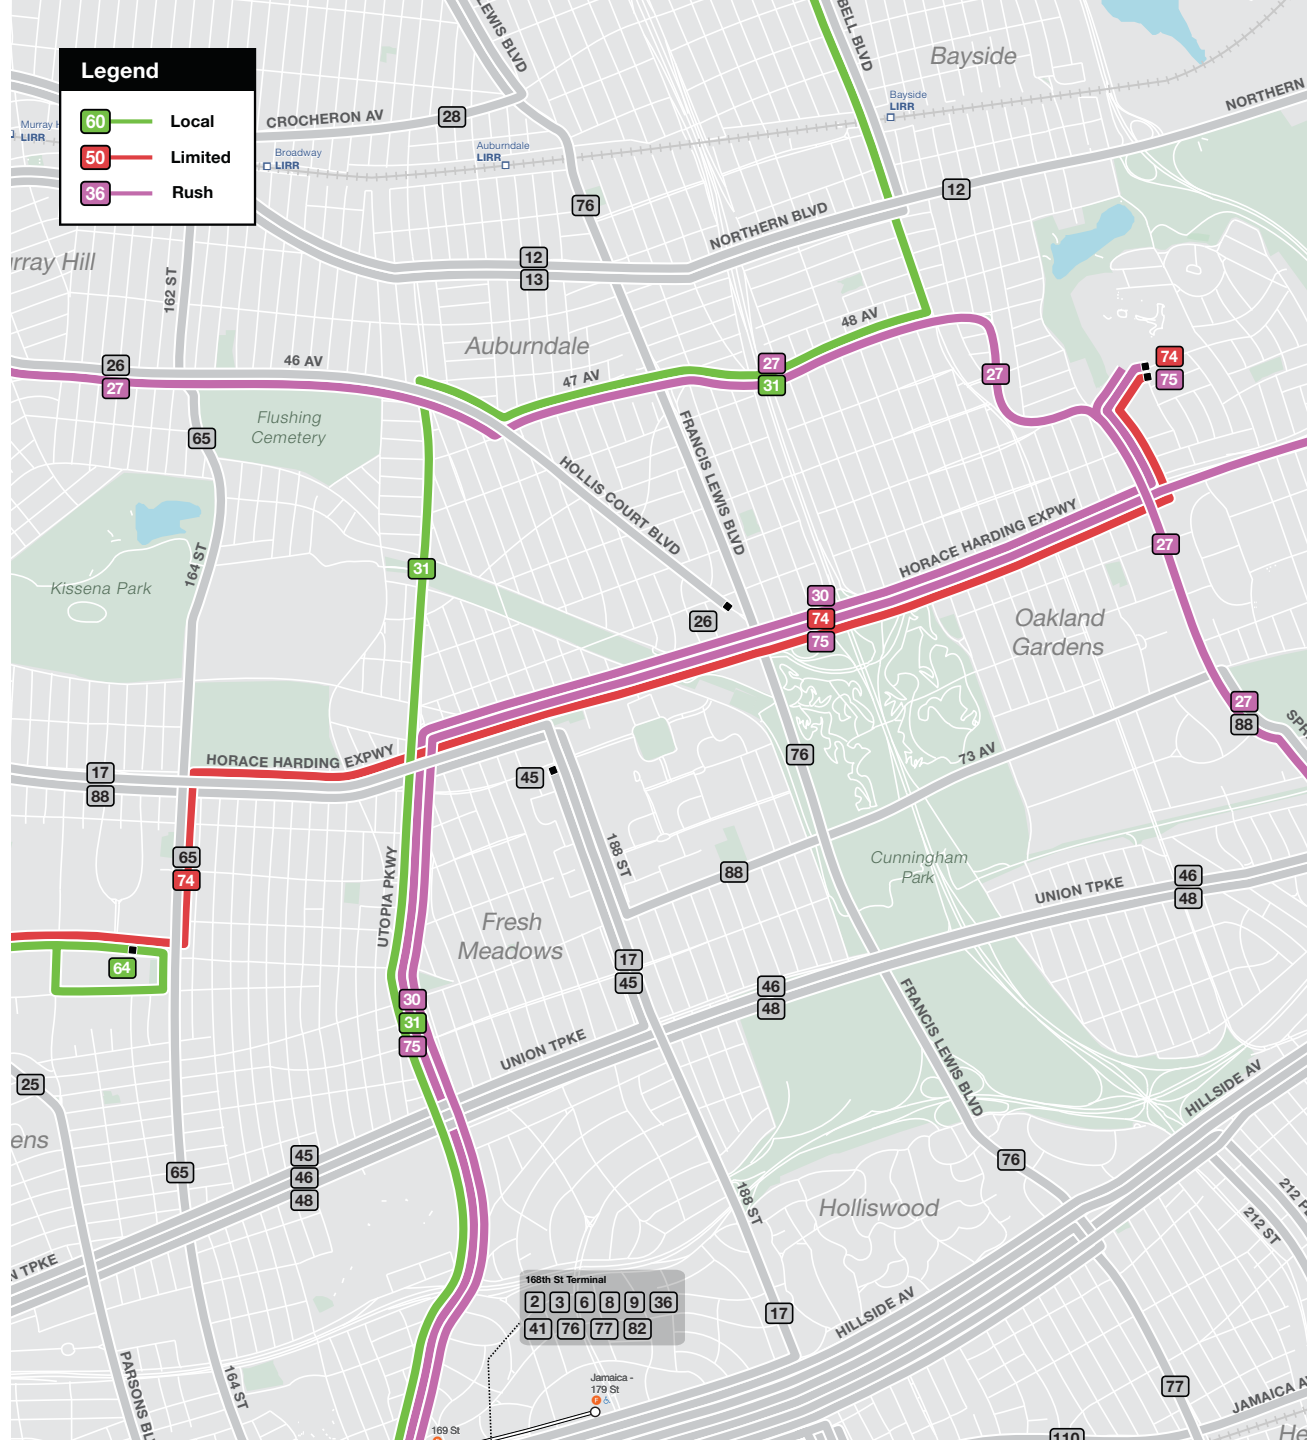 LEWIS BLVD
BELL BLVD
Bayside
Legend
60 Local
50 Limited
36 Rush
CROCHERON AV
28
Bayside
LIRR
NORTHERN
Murray H
LIRR
Broadway
LIRR
Auburndale
LIRR
76
12
NORTHERN BLVD
rray Hill
162 ST
12
13
Auburndale
48 AV
26
27
46 AV
47 AV
27
31
27
74
75
Flushing
Cemetery
65
FRANCIS LEWIS BLVD
HOLLIS COURT BLVD
HORACE HARDING EXPWY
27
164 ST
31
Kissena Park
26
30
74
75
Oakland
Gardens
27
88
SPR
HORACE HARDING EXPWY
17
88
45
76
73 AV
188 ST
65
74
88
Cunningham
Park
UNION TPKE
46
48
UTOPIA PKWY
Fresh
Meadows
64
17
45
46
48
30
31
75
FRANCIS LEWIS BLVD
UNION TPKE
25
HILLSIDE AV
ens
65
45
46
48
76
188 ST
Holliswood
212 PL
212 ST
N TPKE
168th St Terminal
2 3 6 8 9 36
41 76 77 82
17
HILLSIDE AV
PARSONS BL
164 ST
Jamaica -
179 St
F
77
JAMAICA A
169 St
110
He